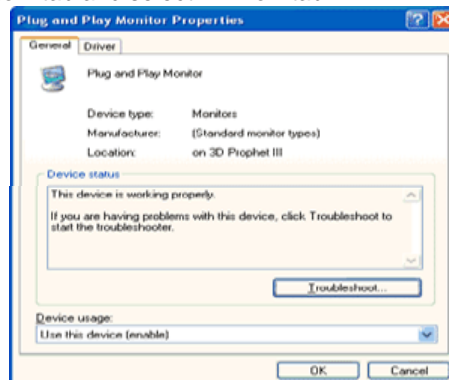 Plug and Play Monitor Properties
General Driver
Plug and Play Monitor
Device type: Monitors
Manufacturer: (Standard monitor types)
Location: on 3D Prophet III
Device status
This device is working properly.
If you are having problems with this device, click Troubleshoot to
start the troubleshooter.
Troubleshoot...
Device usage:
Use this device (enable)
OK Cancel